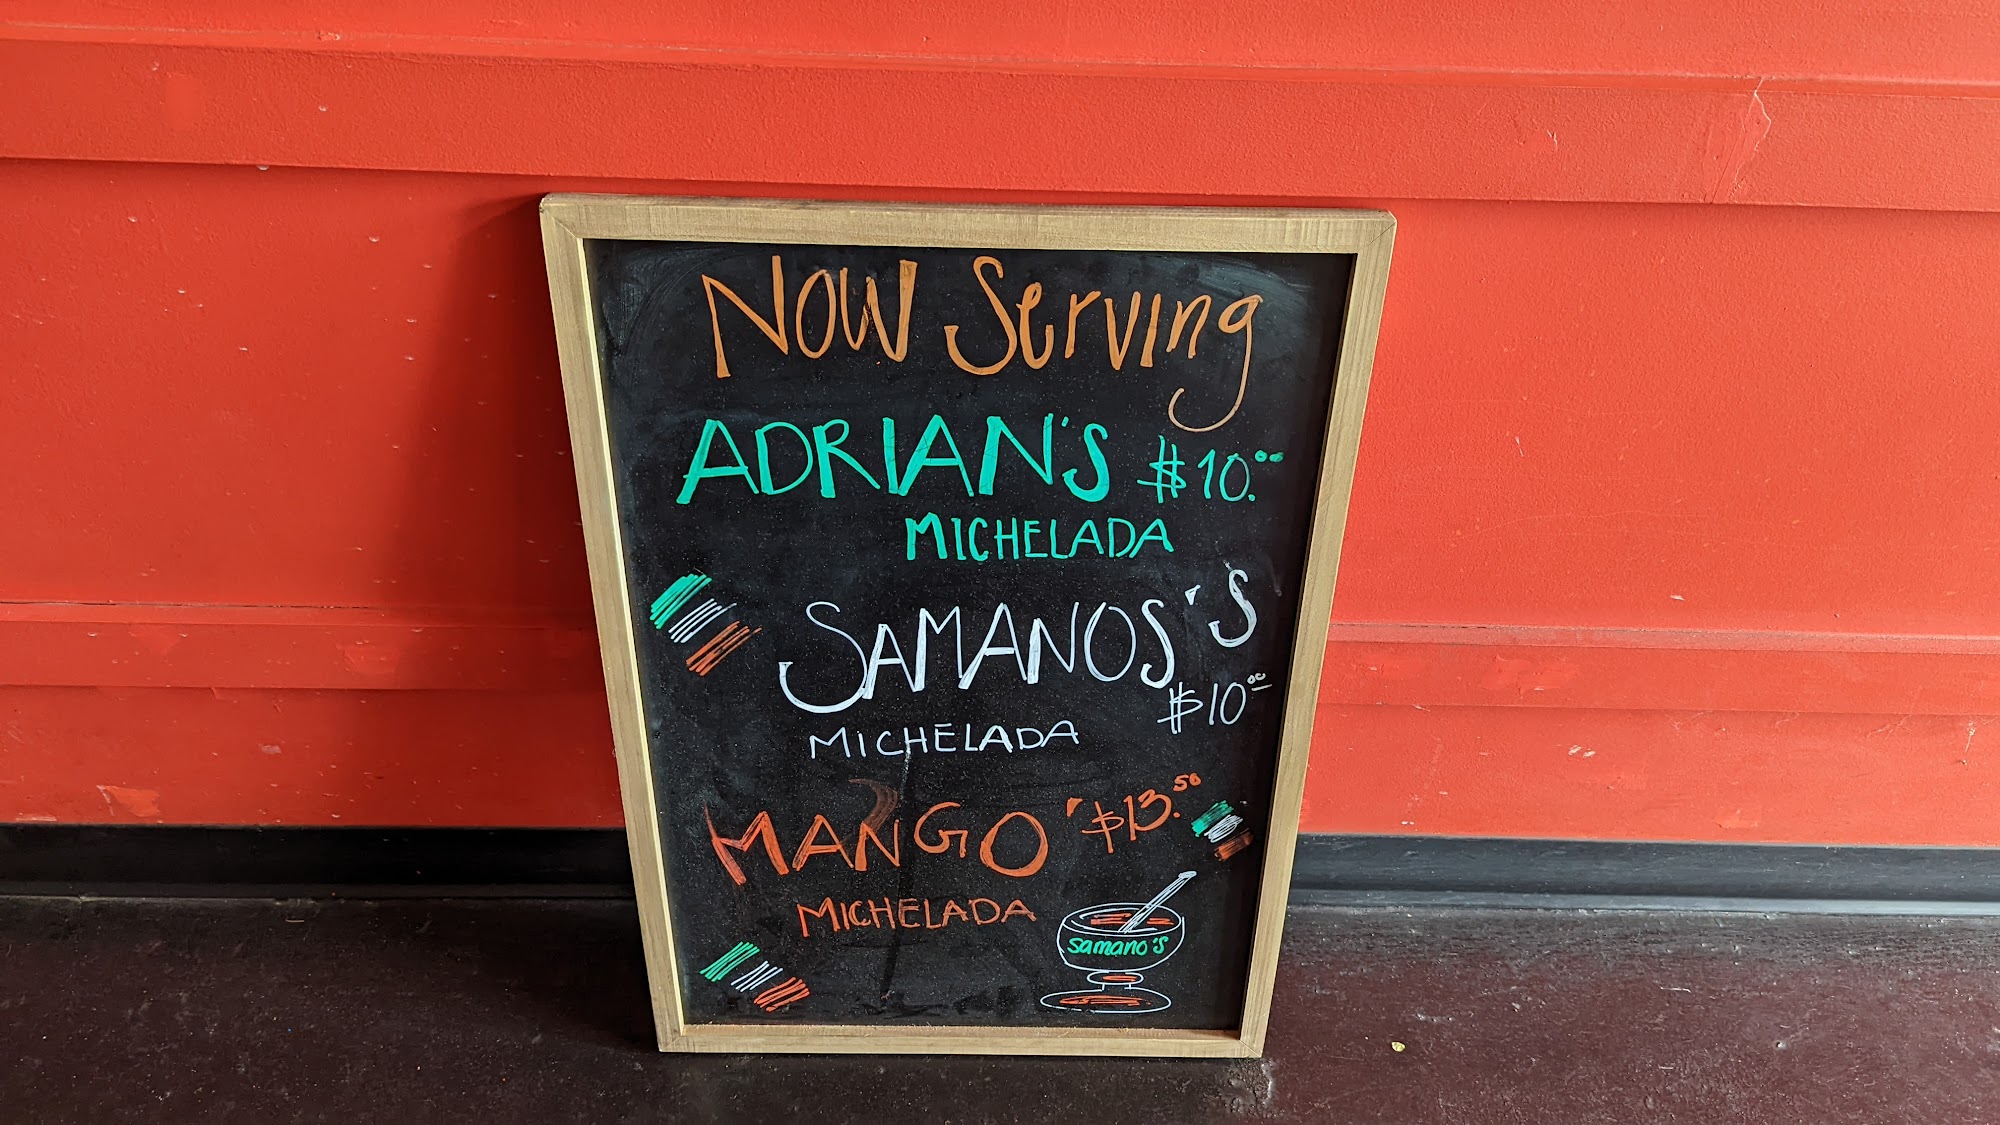 NOW Serving
ADRIAN'S $10.00
MICHELADA
SAMANOS'S
$10.00
MICHELADA
MANGO $13.50
MICHELADA
samano's